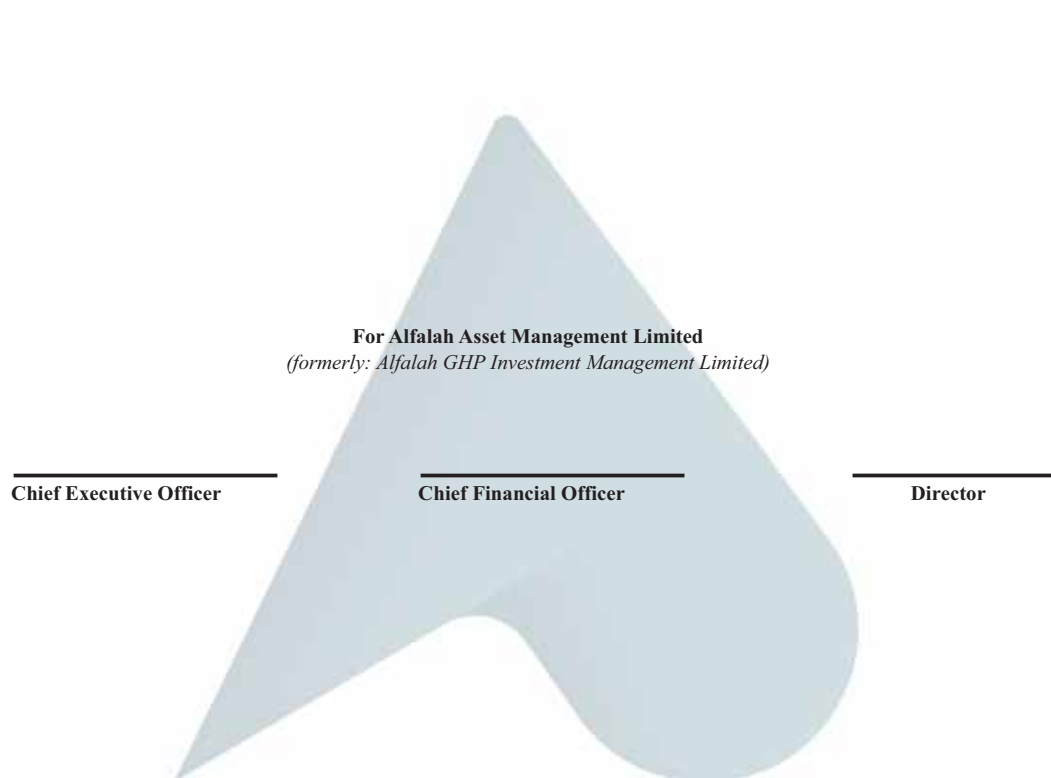 For Alfalah Asset Management Limited
(formerly: Alfalah GHP Investment Management Limited)
Chief Executive Officer Chief Financial Officer Director